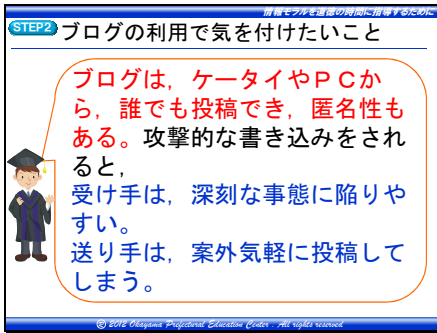 情報モラルを道徳の時間に指導するために
STEP2 ブログの利用で気を付けたいこと
ブログは，ケータイやＰＣか
ら，誰でも投稿でき，匿名性も
ある。攻撃的な書き込みをされ
ると，
受け手は，深刻な事態に陥りや
すい。
送り手は，案外気軽に投稿して
しまう。
© 2012 Okayama Prefectural Education Center . All rights reserved